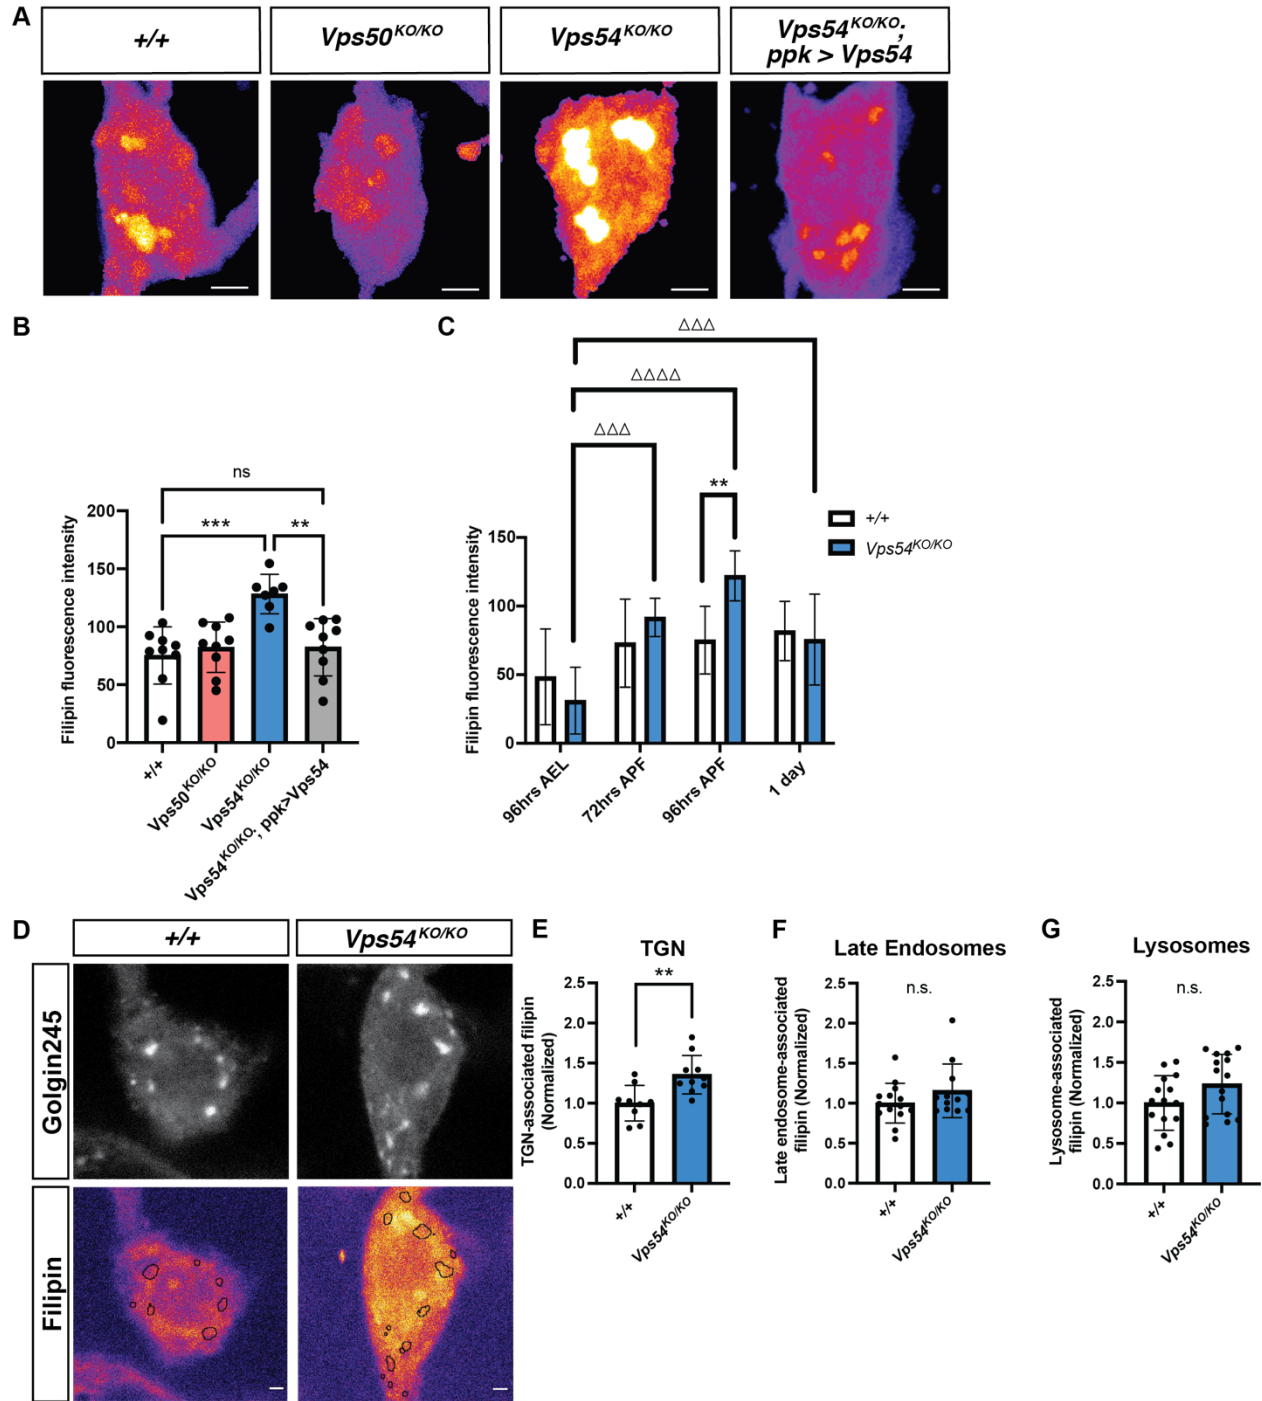 A
+/+
Vps50KO/KO
Vps54KO/KO
Vps54KO/KO;
ppk > Vps54
B
ns
***
**
Filipin fluorescence intensity
200
150
100
50
0
+/+
Vps50KO/KO
Vps54KO/KO
Vps54KO/KO; ppk>Vps54
C
△△△
△△△△
△△△
**
+/+
Vps54KO/KO
Filipin fluorescence intensity
150
100
50
0
96hrs AEL
72hrs APF
96hrs APF
1 day
D
+/+
Vps54KO/KO
Golgin245
Filipin
E
TGN
**
TGN-associated filipin
(Normalized)
2.5
2.0
1.5
1.0
0.5
0.0
+/+
Vps54KO/KO
F
Late Endosomes
n.s.
Late endosome-associated
filipin (Normalized)
2.5
2.0
1.5
1.0
0.5
0.0
+/+
Vps54KO/KO
G
Lysosomes
n.s.
Lysosome-associated
filipin (Normalized)
2.5
2.0
1.5
1.0
0.5
0.0
+/+
Vps54KO/KO